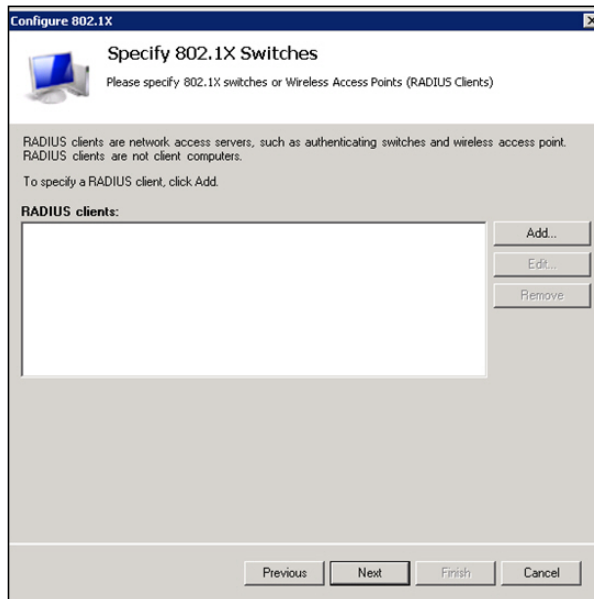 Configure 802.1X
Specify 802.1X Switches
Please specify 802.1X switches or Wireless Access Points (RADIUS Clients)
RADIUS clients are network access servers, such as authenticating switches and wireless access point.
RADIUS clients are not client computers.
To specify a RADIUS client, click Add.
RADIUS clients:
Add...
Edit...
Remove
Previous Next Finish Cancel